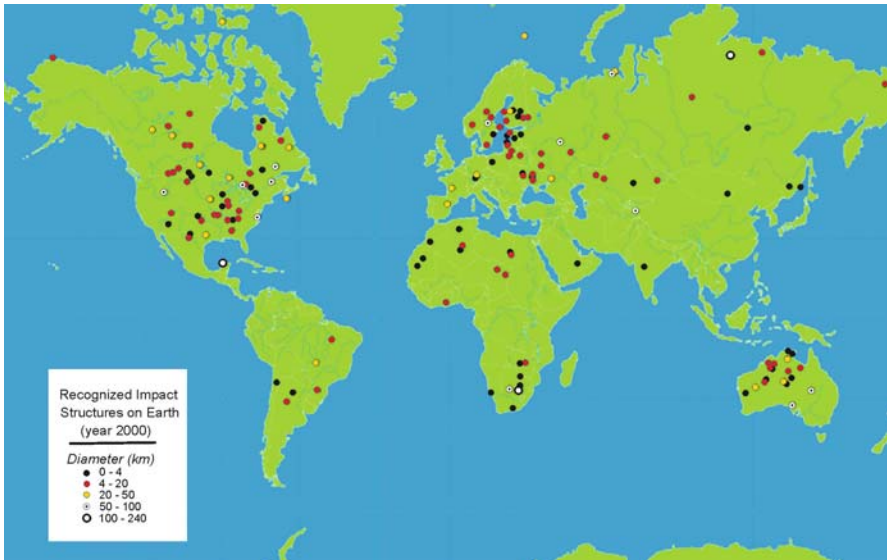 Recognized Impact
Structures on Earth
(year 2000)
Diameter (km)
0 - 4
4 - 20
20 - 50
50 - 100
100 - 240